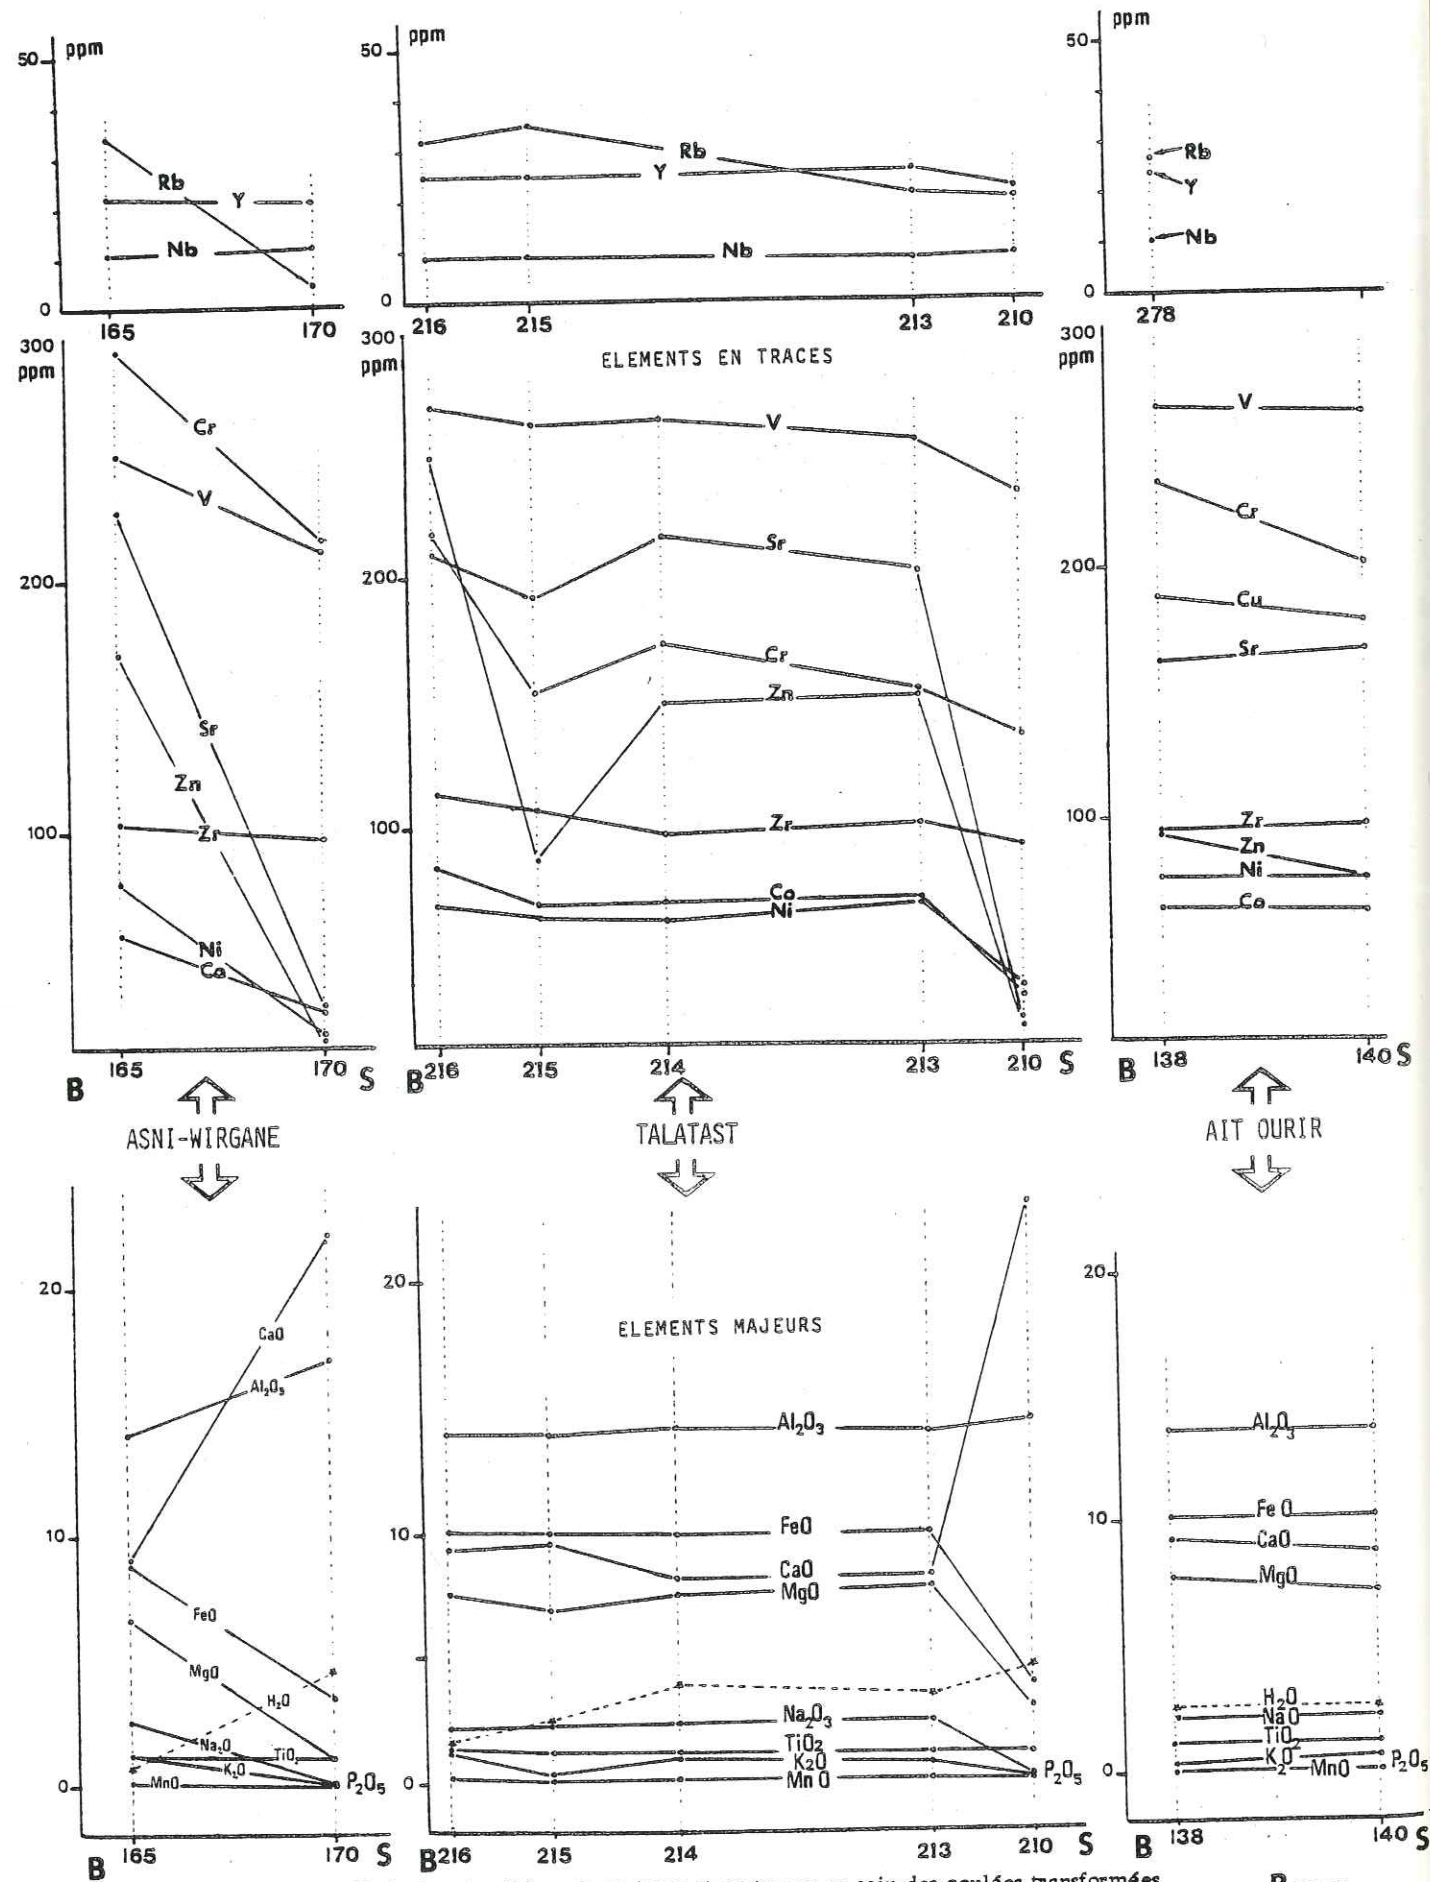 ppm
50
Rb
Y
Nb
0
165 170
ppm
50
Rb
Y
Nb
0
216 215 213 210
ppm
50
Rb
Y
Nb
0
278
300
ppm
Cr
V
200
Sr
Zn
100
Zr
Ni
Co
B 165 170 S
300
ppm
ELEMENTS EN TRACES
V
200
Sr
Cr
Zn
100
Zr
Co
Ni
B 216 215 214 213 210 S
300
ppm
V
Cr
200
Cu
Sr
100
Zr
Zn
Ni
Co
B 138 140 S
ASNI-WIRGANE
TALATAST
AIT OURIR
20
CaO
Al₂O₅
10
FeO
MgO
H₂O
Na₂O
TiO₂
K₂O
0
MnO
P₂O₅
B 165 170 S
20
ELEMENTS MAJEURS
Al₂O₃
10
FeO
CaO
MgO
Na₂O₃
TiO₂
K₂O
0
MnO
P₂O₅
B 216 215 214 213 210 S
20
Al₂O₃
10
FeO
CaO
MgO
H₂O
NaO
TiO₂
K₂O
0
MnO
P₂O₅
B 138 140 S